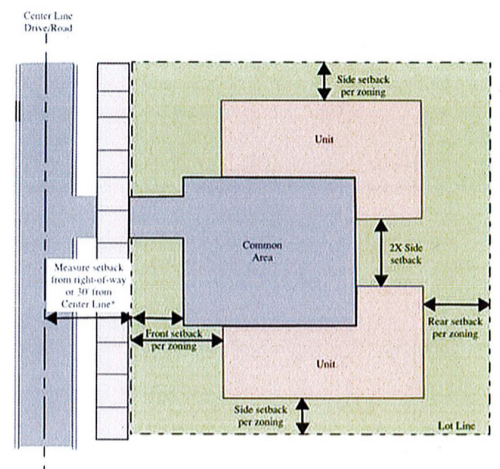 Center Line
Drive/Road
Side setback
per zoning
Unit
Common
Area
2X Side
setback
Measure setback
from right-of-way
or 30' from
Center Line*
Front setback
per zoning
Rear setback
per zoning
Unit
Side setback
per zoning
Lot Line